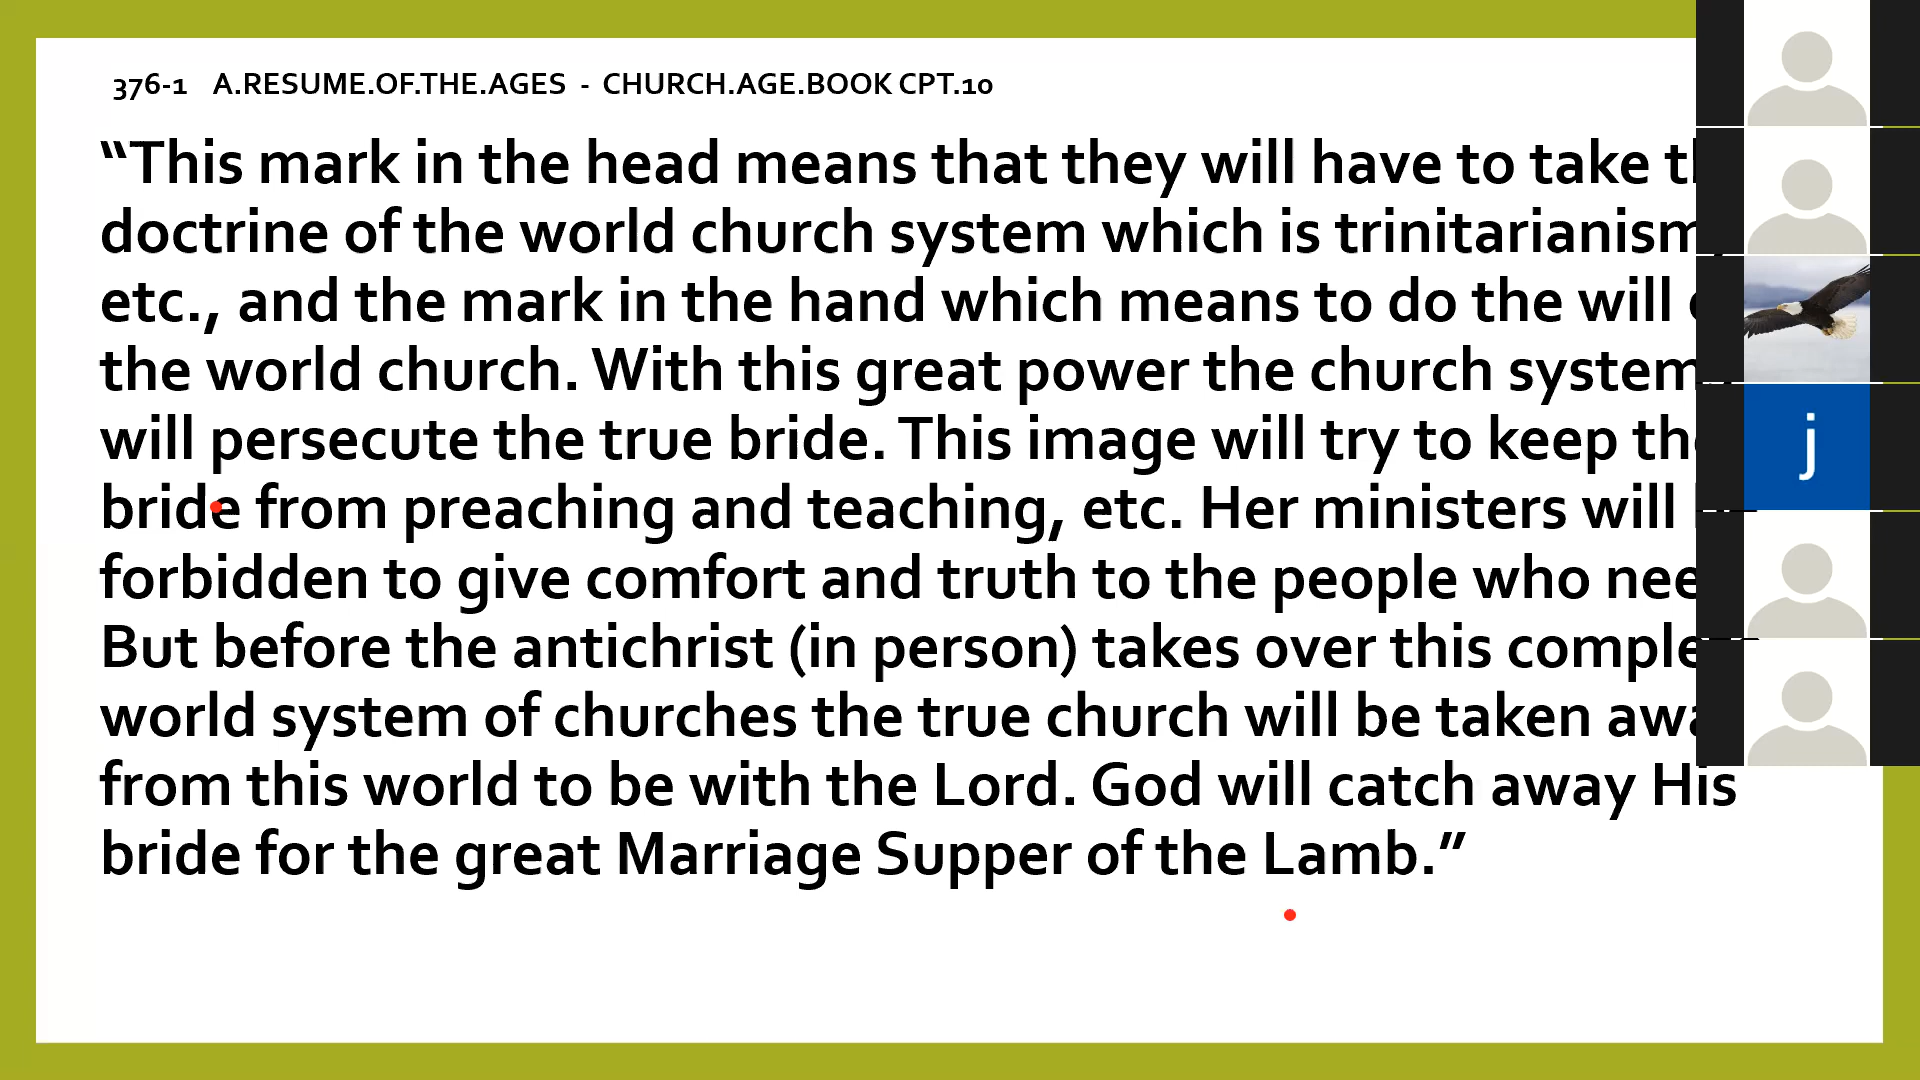 376-1 A.RESUME.OF.THE.AGES - CHURCH.AGE.BOOK CPT.10
“This mark in the head means that they will have to take
doctrine of the world church system which is trinitarianism,
etc., and the mark in the hand which means to do the will
the world church. With this great power the church system
will persecute the true bride. This image will try to keep the
bride from preaching and teaching, etc. Her ministers will
forbidden to give comfort and truth to the people who
But before the antichrist (in person) takes over this
world system of churches the true church will be taken
from this world to be with the Lord. God will catch away His
bride for the great Marriage Supper of the Lamb.”
j